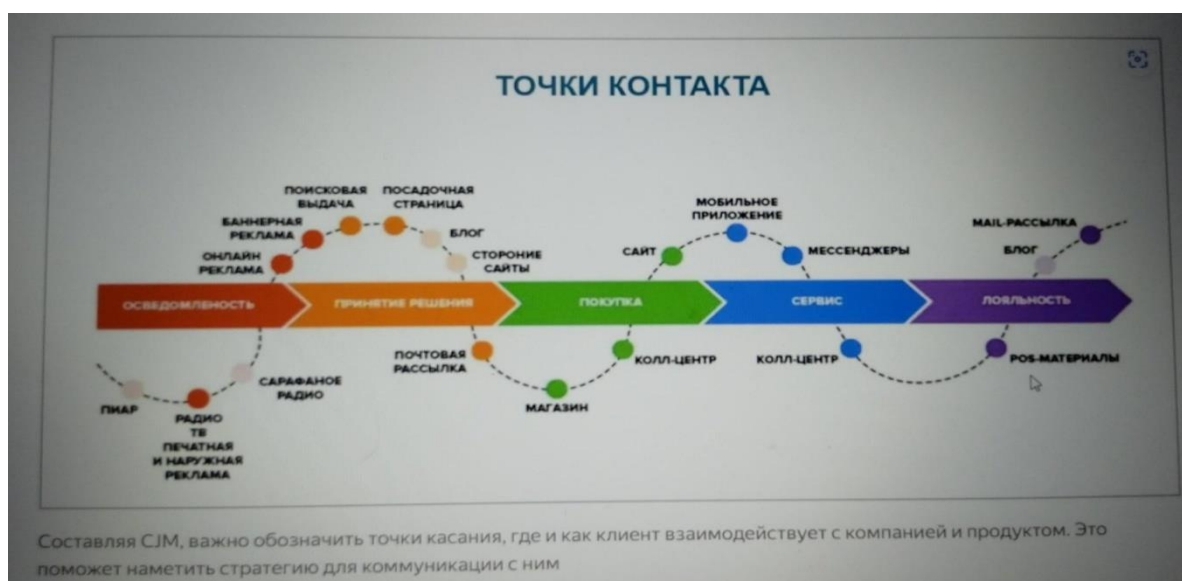 ТОЧКИ КОНТАКТА
ПОИСКОВАЯ
ВЫДАЧА
ПОСАДОЧНАЯ
СТРАНИЦА
БАННЕРНАЯ
РЕКЛАМА
БЛОГ
ОНЛАЙН
РЕКЛАМА
СТОРОНИЕ
САЙТЫ
САЙТ
МОБИЛЬНОЕ
ПРИЛОЖЕНИЕ
МЕССЕНДЖЕРЫ
MAIL-РАССЫЛКА
БЛОГ
ОСВЕДОМЛЕНОСТЬ
ПРИНЯТИЕ РЕШЕНИЯ
ПОКУПКА
СЕРВИС
ЛОЯЛЬНОСТЬ
ПИАР
РАДИО
ТВ
ПЕЧАТНАЯ
И НАРУЖНАЯ
РЕКЛАМА
САРАФАНОЕ
РАДИО
ПОЧТОВАЯ
РАССЫЛКА
МАГАЗИН
КОЛЛ-ЦЕНТР
КОЛЛ-ЦЕНТР
POS-МАТЕРИАЛЫ
Составляя CJM, важно обозначить точки касания, где и как клиент взаимодействует с компанией и продуктом. Это
поможет наметить стратегию для коммуникации с ним